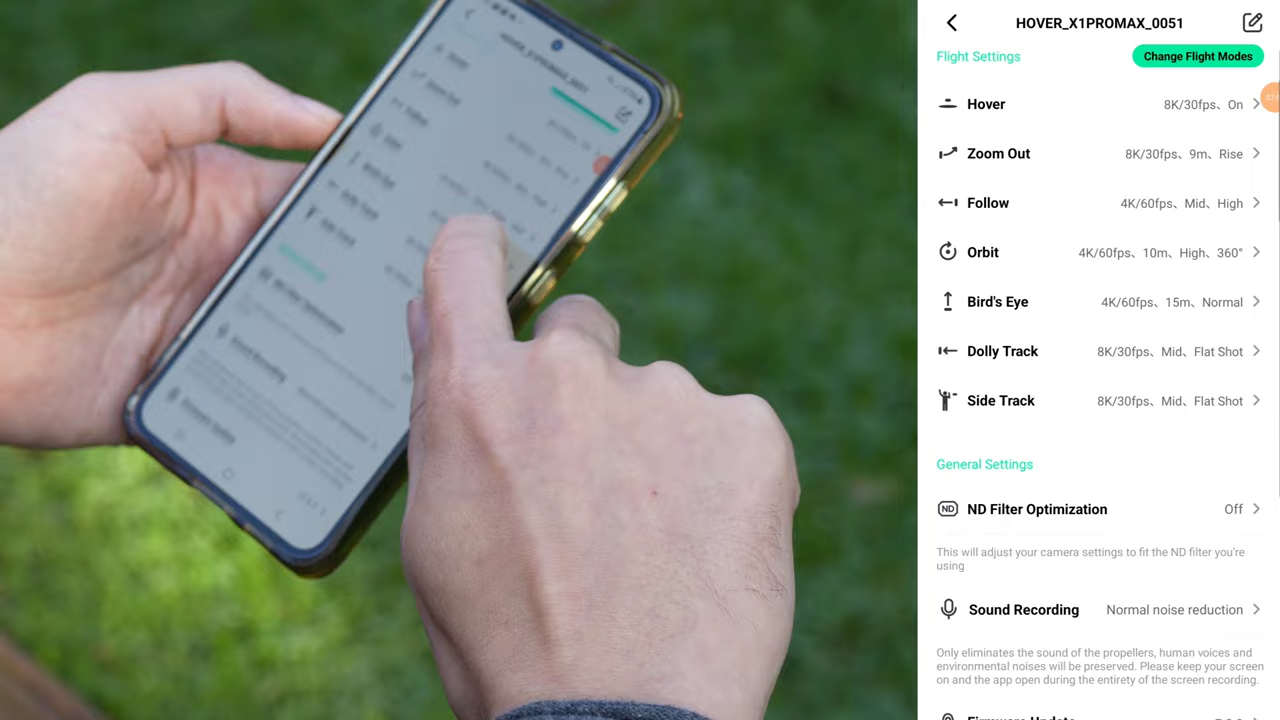 HOVER_X1PROMAX_0051
Flight Settings
Change Flight Modes
Hover 8K/30fps、On
Zoom Out 8K/30fps、9m、Rise
Follow 4K/60fps、Mid、High
Orbit 4K/60fps、10m、High、360°
Bird's Eye 4K/60fps、15m、Normal
Dolly Track 8K/30fps、Mid、Flat Shot
Side Track 8K/30fps、Mid、Flat Shot
General Settings
ND
ND Filter Optimization Off
This will adjust your camera settings to fit the ND filter you're
using
Sound Recording Normal noise reduction
Only eliminates the sound of the propellers, human voices and
environmental noises will be preserved. Please keep your screen
on and the app open during the entirety of the screen recording.